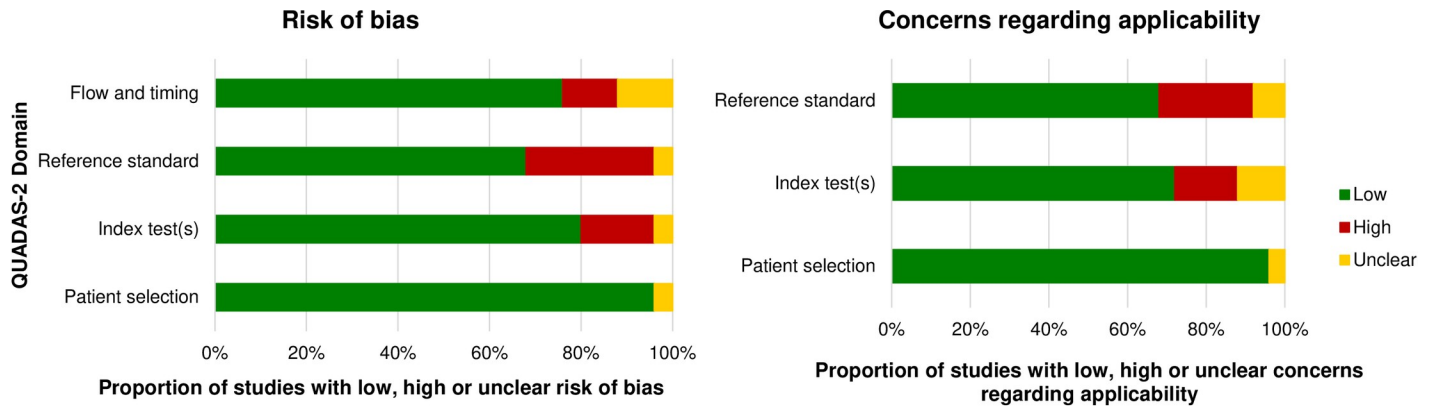 Risk of bias
QUADAS-2 Domain
Flow and timing
Reference standard
Index test(s)
Patient selection
0% 20% 40% 60% 80% 100%
Proportion of studies with low, high or unclear risk of bias
Concerns regarding applicability
Reference standard
Index test(s)
Patient selection
0% 20% 40% 60% 80% 100%
Proportion of studies with low, high or unclear concerns
regarding applicability
Low
High
Unclear